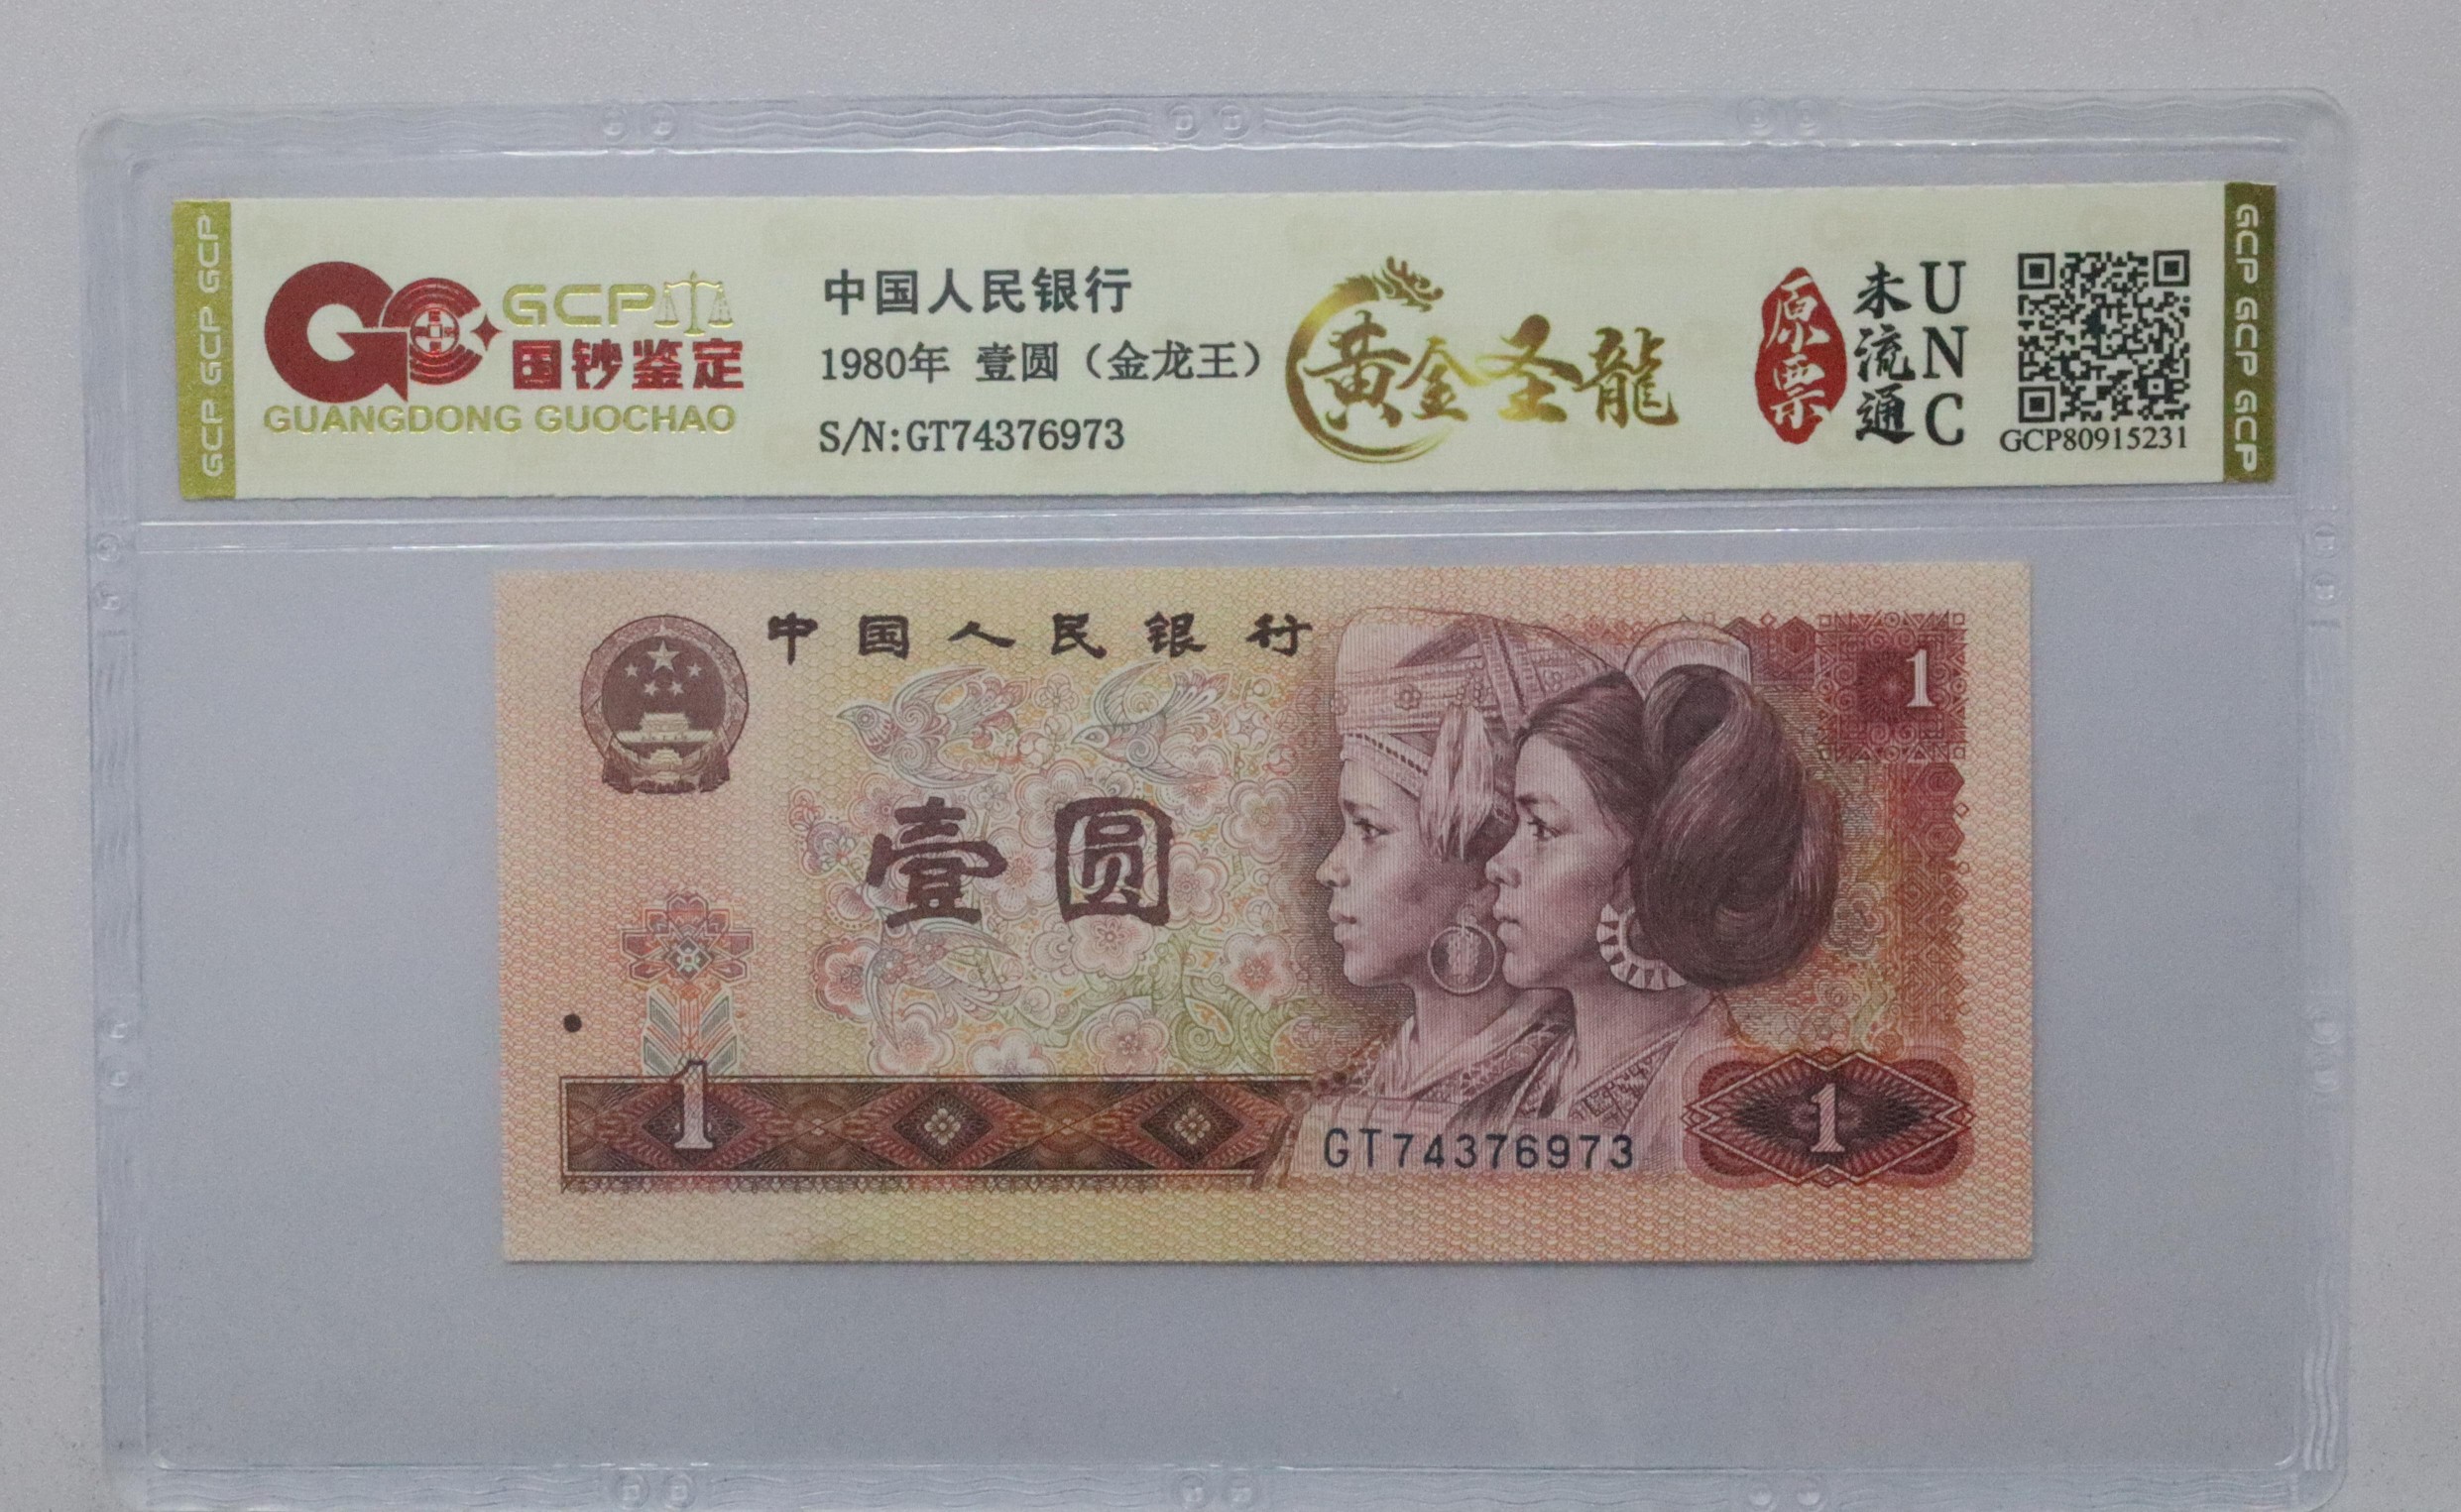 GCP GCP GCP GCP
GCP
国钞鉴定
GUANGDONG GUOCHAO
中国人民银行
1980年 壹圆（金龙王）
S/N:GT74376973
黄金圣龍
原票
未流通
UNC
GCP80915231
GCP GCP GCP GCP
中国人民银行
1
壹圆
1
GT74376973
1